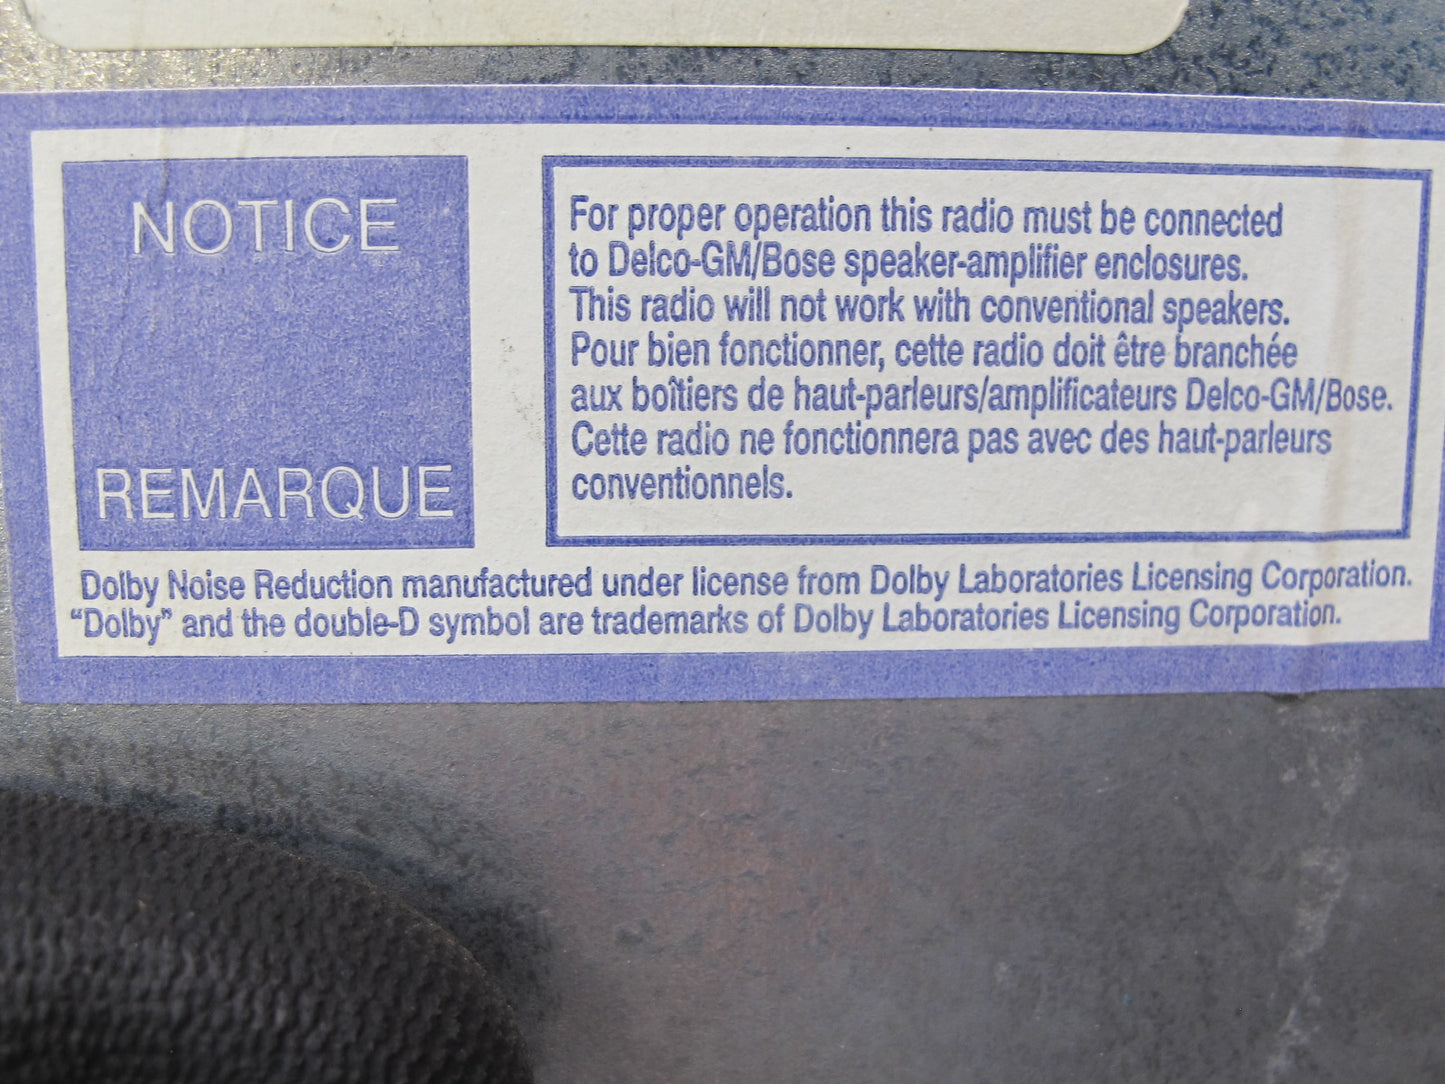 NOTICE
REMARQUE
For proper operation this radio must be connected
to Delco-GM/Bose speaker-amplifier enclosures.
This radio will not work with conventional speakers.
Pour bien fonctionner, cette radio doit être branchée
aux boîtiers de haut-parleurs/amplificateurs Delco-GM/Bose.
Cette radio ne fonctionnera pas avec des haut-parleurs
conventionnels.
Dolby Noise Reduction manufactured under license from Dolby Laboratories Licensing Corporation.
“Dolby” and the double-D symbol are trademarks of Dolby Laboratories Licensing Corporation.